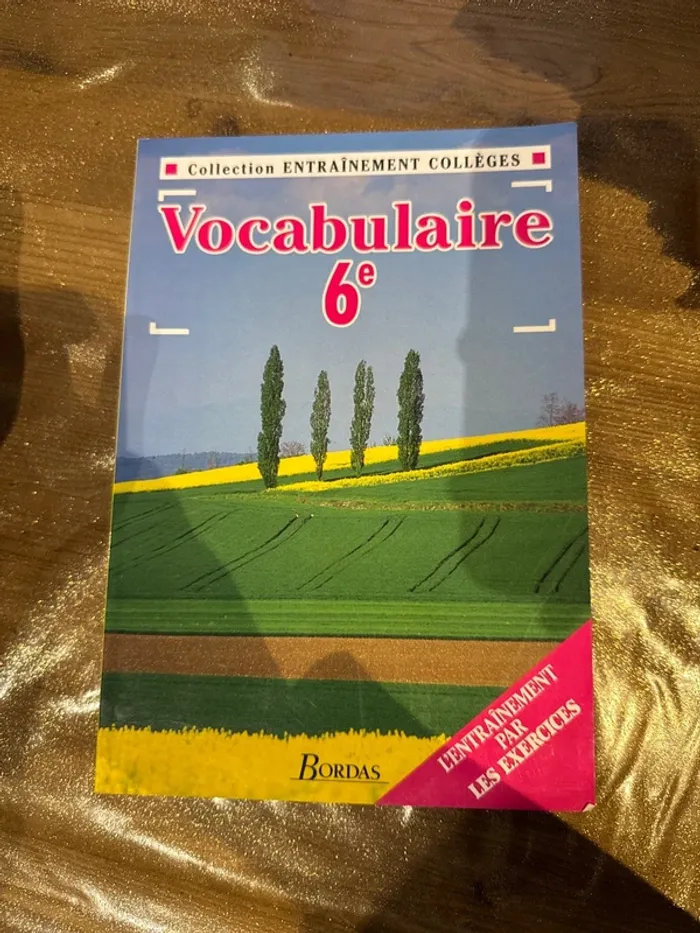 Collection ENTRAÎNEMENT COLLÈGES
Vocabulaire
6e
L'ENTRAÎNEMENT
PAR
LES EXERCICES
BORDAS